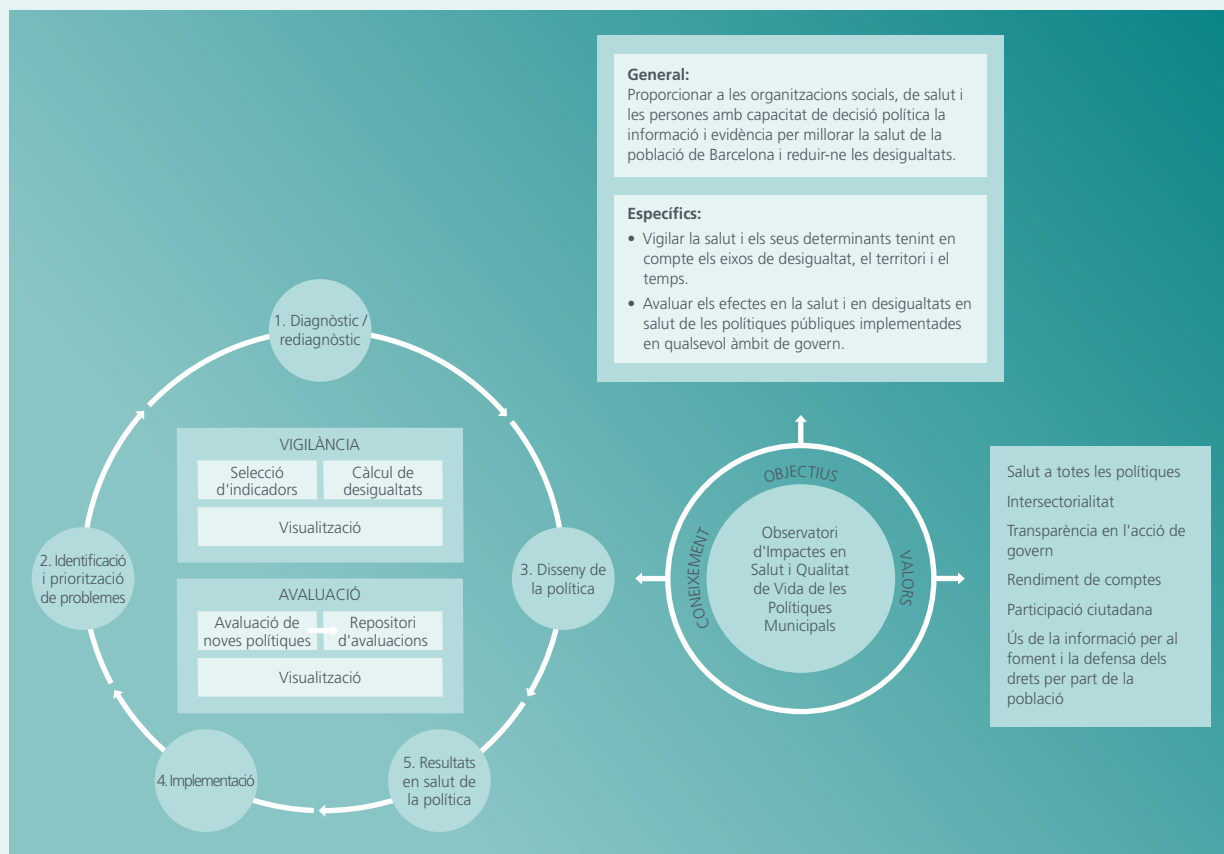 General:
Proporcionar a les organitzacions socials, de salut i
les persones amb capacitat de decisió política la
informació i evidència per millorar la salut de la
població de Barcelona i reduir-ne les desigualtats.
Específics:
• Vigilar la salut i els seus determinants tenint en
compte els eixos de desigualtat, el territori i el
temps.
• Avaluar els efectes en la salut i en desigualtats en
salut de les polítiques públiques implementades
en qualsevol àmbit de govern.
1. Diagnòstic /
rediagnòstic
VIGILÀNCIA
Selecció
d'indicadors
Càlcul de
desigualtats
Visualització
2. Identificació
i priorització
de problemes
3. Disseny de
la política
AVALUACIÓ
Avaluació de
noves polítiques
Repositori
d'avaluacions
Visualització
4. Implementació
5. Resultats
en salut de
la política
OBJECTIUS
CONEIXEMENT
VALORS
Observatori
d'Impactes en
Salut i Qualitat
de Vida de les
Polítiques
Municipals
Salut a totes les polítiques
Intersectorialitat
Transparència en l'acció de
govern
Rendiment de comptes
Participació ciutadana
Ús de la informació per al
foment i la defensa dels
drets per part de la
població